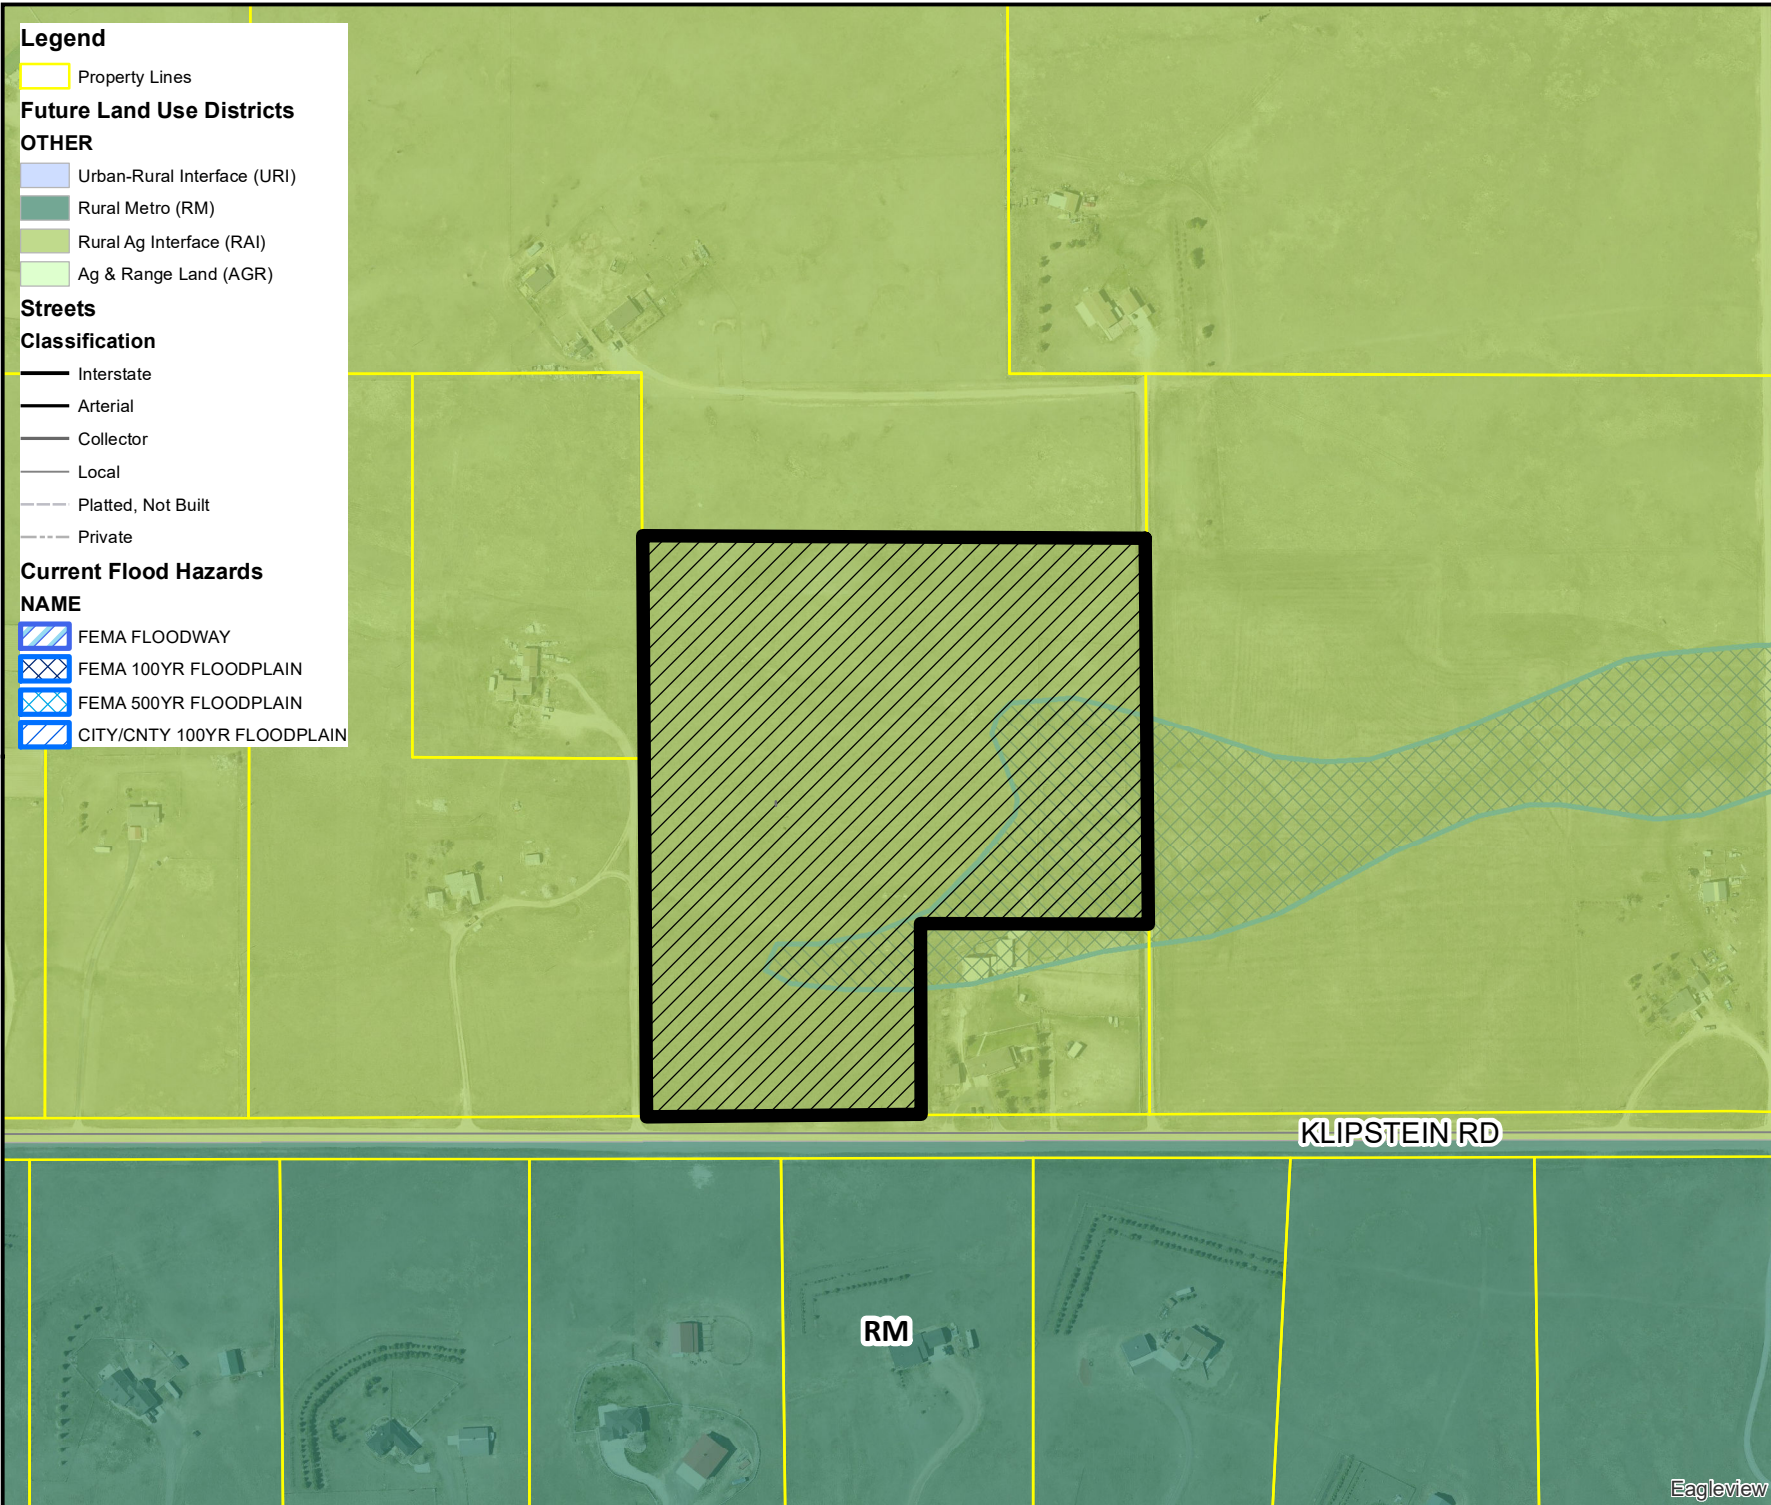 Legend
Property Lines
Future Land Use Districts
OTHER
Urban-Rural Interface (URI)
Rural Metro (RM)
Rural Ag Interface (RAI)
Ag & Range Land (AGR)
Streets
Classification
Interstate
Arterial
Collector
Local
Platted, Not Built
Private
Current Flood Hazards
NAME
FEMA FLOODWAY
FEMA 100YR FLOODPLAIN
FEMA 500YR FLOODPLAIN
CITY/CNTY 100YR FLOODPLAIN
KLIPSTEIN RD
RM
Eagleview